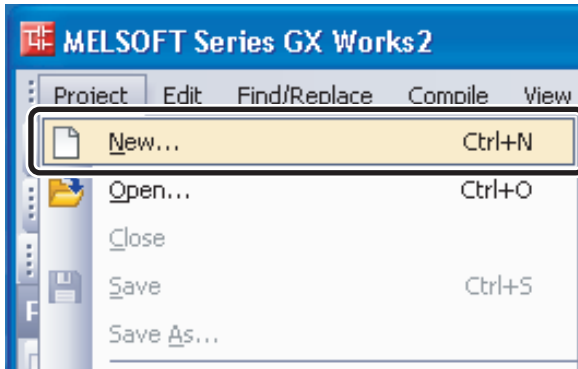 MELSOFT Series GX Works2
Project Edit Find/Replace Compile View
New... Ctrl+N
Open... Ctrl+O
Close
Save Ctrl+S
Save As...